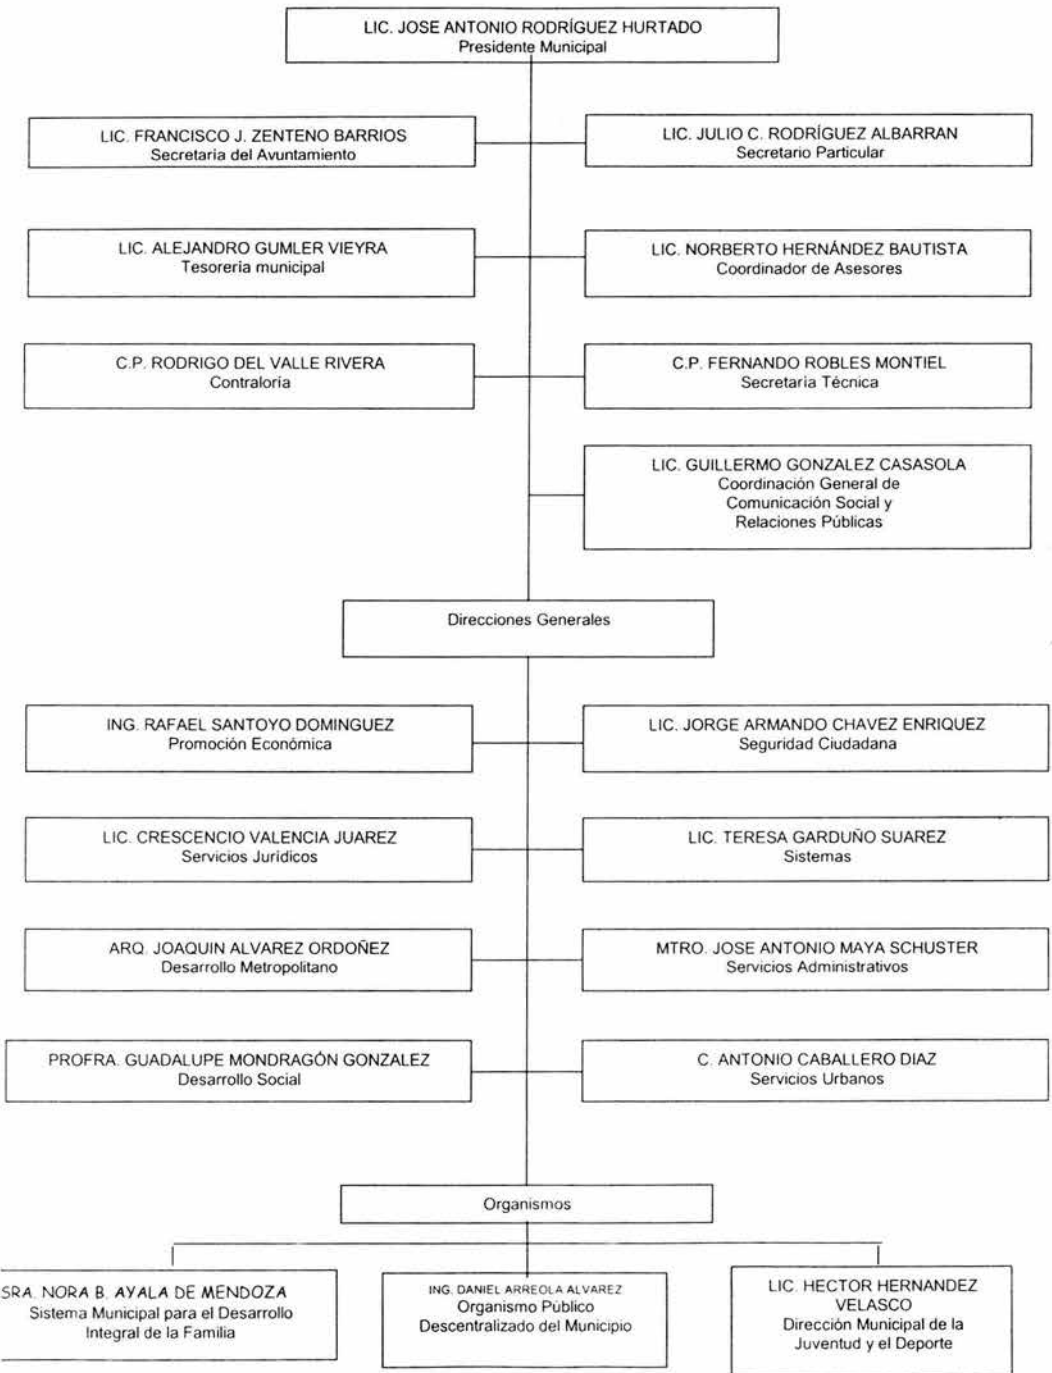 LIC. JOSE ANTONIO RODRÍGUEZ HURTADO
Presidente Municipal
LIC. FRANCISCO J. ZENTENO BARRIOS
Secretaria del Avuntamiento
LIC. JULIO C. RODRÍGUEZ ALBARRAN
Secretario Particular
LIC. ALEJANDRO GUMLER VIEYRA
Tesorería municipal
LIC. NORBERTO HERNÁNDEZ BAUTISTA
Coordinador de Asesores
C.P. RODRIGO DEL VALLE RIVERA
Contraloría
C.P. FERNANDO ROBLES MONTIEL
Secretaría Técnica
LIC. GUILLERMO GONZALEZ CASASOLA
Coordinación General de
Comunicación Social y
Relaciones Públicas
Direcciones Generales
ING. RAFAEL SANTOYO DOMINGUEZ
Promoción Económica
LIC. JORGE ARMANDO CHAVEZ ENRIQUEZ
Seguridad Ciudadana
LIC. CRESCENCIO VALENCIA JUAREZ
Servicios Jurídicos
LIC. TERESA GARDUÑO SUAREZ
Sistemas
ARQ. JOAQUIN ALVAREZ ORDOÑEZ
Desarrollo Metropolitano
MTRO. JOSE ANTONIO MAYA SCHUSTER
Servicios Administrativos
PROFRA. GUADALUPE MONDRAGÓN GONZALEZ
Desarrollo Social
C. ANTONIO CABALLERO DIAZ
Servicios Urbanos
Organismos
SRA. NORA B. AYALA DE MENDOZA
Sistema Municipal para el Desarrollo
Integral de la Familia
ING. DANIEL ARREOLA ALVAREZ
Organismo Público
Descentralizado del Municipio
LIC. HECTOR HERNANDEZ
VELASCO
Dirección Municipal de la
Juventud y el Deporte